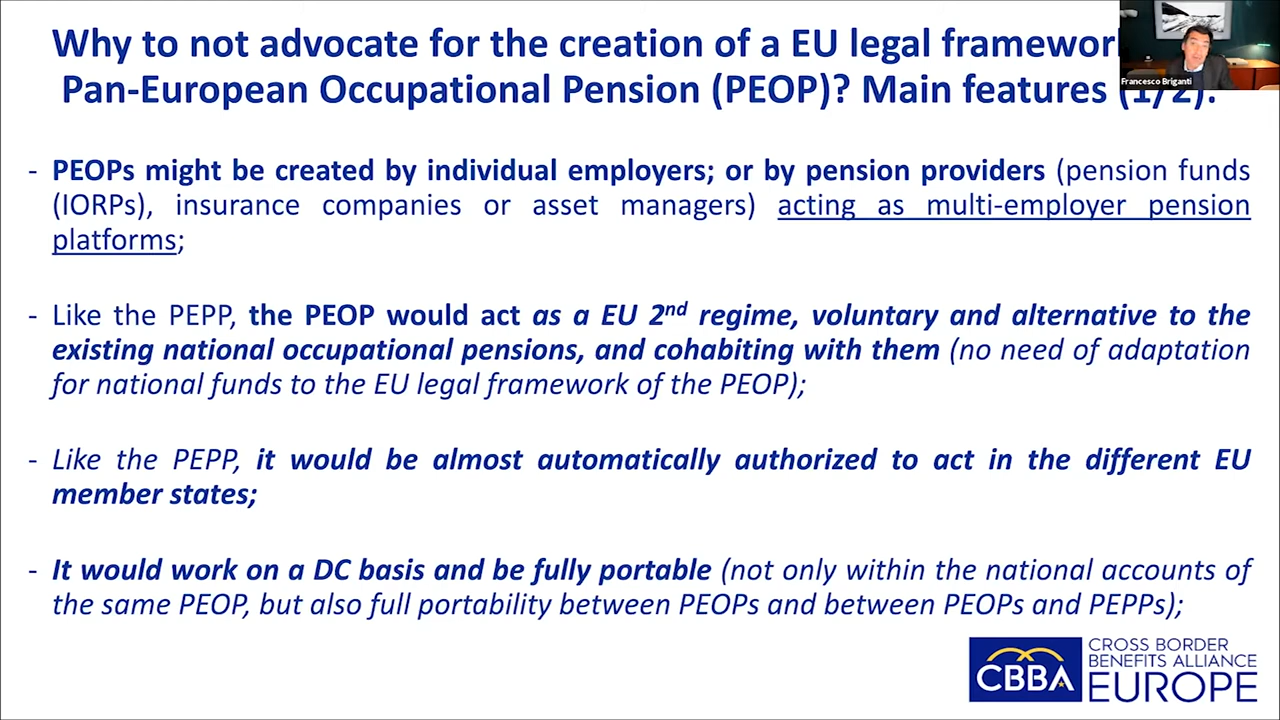 Why to not advocate for the creation of a EU legal framewor
Pan-European Occupational Pension (PEOP)? Main features (1/2).
Francesco Briganti
- PEOPs might be created by individual employers; or by pension providers (pension funds
(IORPs), insurance companies or asset managers) acting as multi-employer pension
platforms;
- Like the PEPP, the PEOP would act as a EU 2nd regime, voluntary and alternative to the
existing national occupational pensions, and cohabiting with them (no need of adaptation
for national funds to the EU legal framework of the PEOP);
- Like the PEPP, it would be almost automatically authorized to act in the different EU
member states;
- It would work on a DC basis and be fully portable (not only within the national accounts of
the same PEOP, but also full portability between PEOPs and between PEOPs and PEPPs);
CBBA
CROSS BORDER
BENEFITS ALLIANCE
EUROPE